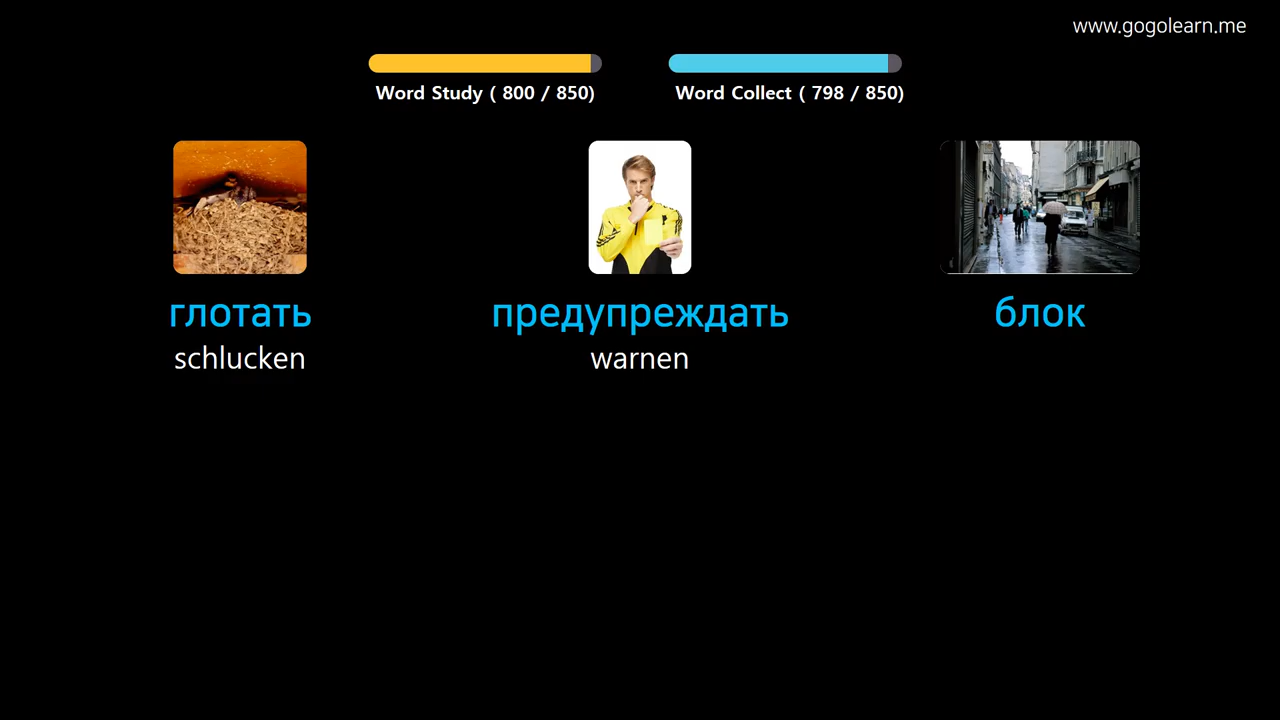 www.gogolearn.me
Word Study ( 800 / 850)
Word Collect ( 798 / 850)
глотать
schlucken
предупреждать
warnen
блок